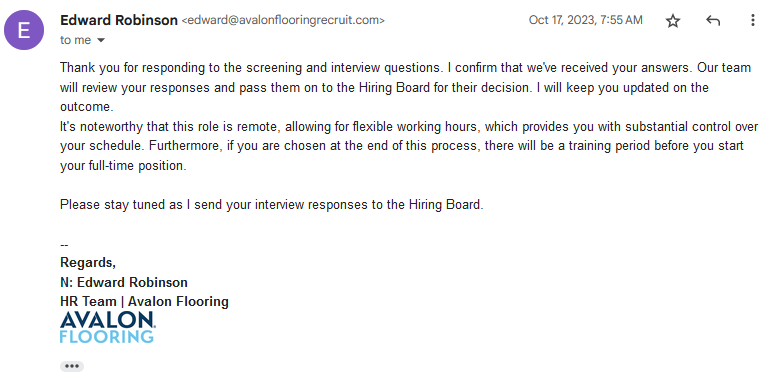 E
Edward Robinson <edward@avalonflooringrecruit.com>
Oct 17, 2023, 7:55 AM
to me
Thank you for responding to the screening and interview questions. I confirm that we've received your answers. Our team
will review your responses and pass them on to the Hiring Board for their decision. I will keep you updated on the
outcome.
It's noteworthy that this role is remote, allowing for flexible working hours, which provides you with substantial control over
your schedule. Furthermore, if you are chosen at the end of this process, there will be a training period before you start
your full-time position.
Please stay tuned as I send your interview responses to the Hiring Board.
--
Regards,
N: Edward Robinson
HR Team | Avalon Flooring
AVALON®
FLOORING